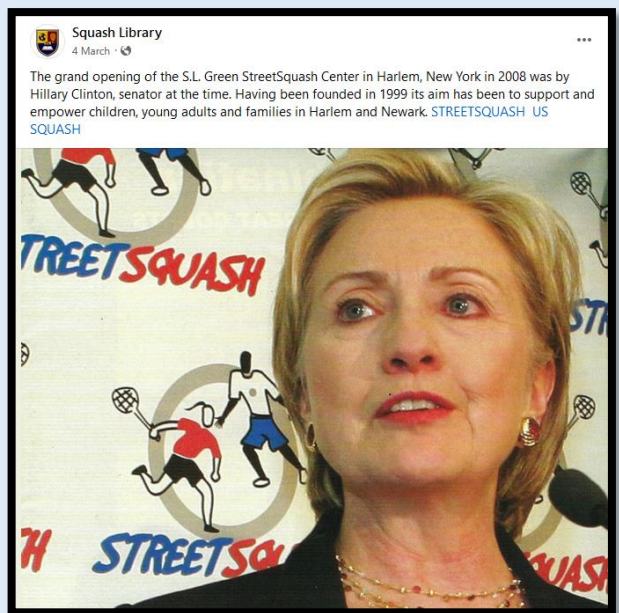 Squash Library
4 March
The grand opening of the S.L. Green StreetSquash Center in Harlem, New York in 2008 was by
Hillary Clinton, senator at the time. Having been founded in 1999 its aim has been to support and
empower children, young adults and families in Harlem and Newark. STREETSQUASH US
SQUASH
TREETSQUASH
ST
H STREETSQU
UASH